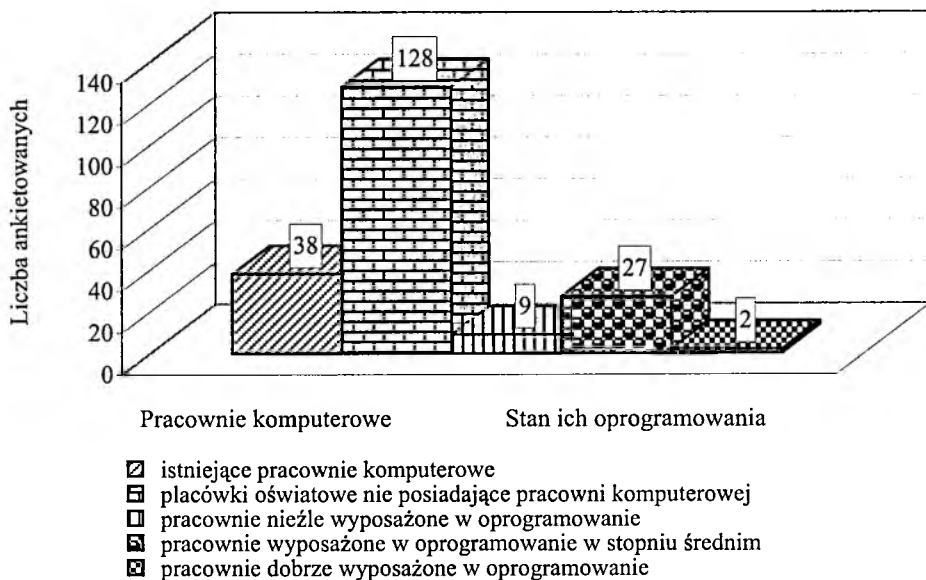 Liczba ankietowanych
140
120
100
80
60
40
20
0
38
128
9
27
2
Pracownie komputerowe
Stan ich oprogramowania
istniejące pracownie komputerowe
placówki oświatowe nie posiadające pracowni komputerowej
pracownie nieźle wyposażone w oprogramowanie
pracownie wyposażone w oprogramowanie w stopniu średnim
pracownie dobrze wyposażone w oprogramowanie